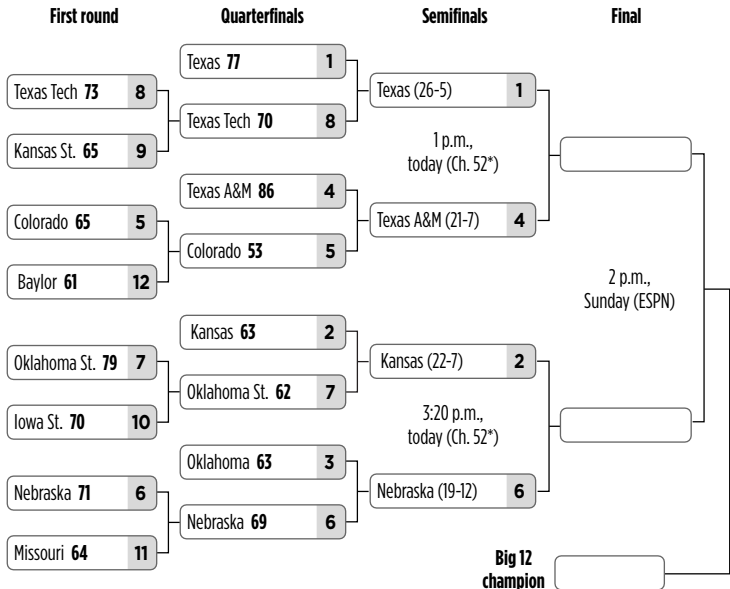 First round
Quarterfinals
Semifinals
Final
Texas Tech 73 8
Kansas St. 65 9
Colorado 65 5
Baylor 61 12
Oklahoma St. 79 7
Iowa St. 70 10
Nebraska 71 6
Missouri 64 11
Texas 77 1
Texas Tech 70 8
Texas A&M 86 4
Colorado 53 5
Kansas 63 2
Oklahoma St. 62 7
Oklahoma 63 3
Nebraska 69 6
Texas (26-5) 1
1 p.m.,
today (Ch. 52*)
Texas A&M (21-7) 4
Kansas (22-7) 2
3:20 p.m.,
today (Ch. 52*)
Nebraska (19-12) 6
2 p.m.,
Sunday (ESPN)
Big 12
champion